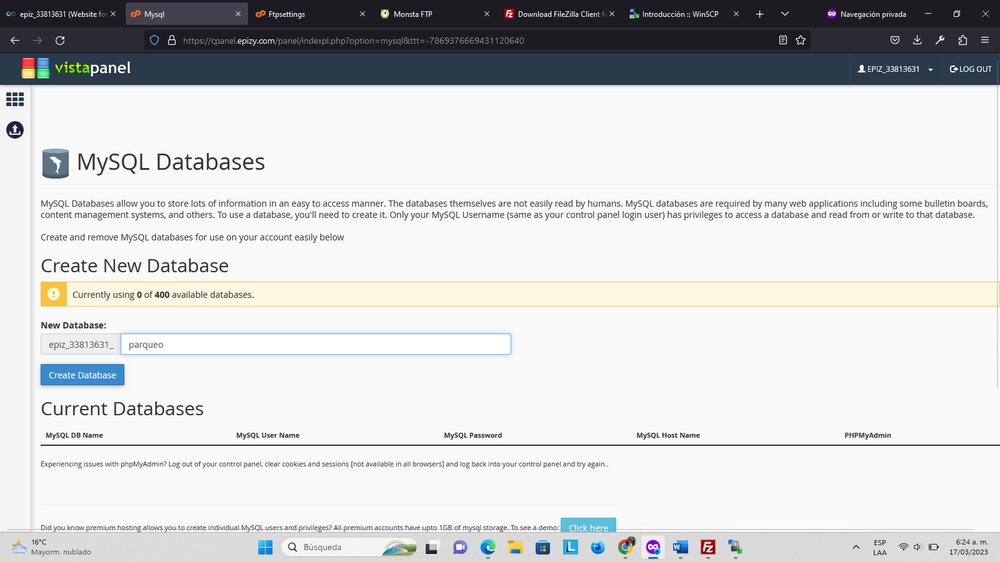 epiz_33813631 (Website for
Mysql
Ftpsettings
Monsta FTP
Download FileZilla Client fo
Introducción :: WinSCP
Navegación privada
https://cpanel.epizy.com/panel/indexpl.php?option=mysql&ttt=-7869376669431120640
vistapanel
EPIZ_33813631
LOG OUT
MySQL Databases
MySQL Databases allow you to store lots of information in an easy to access manner. The databases themselves are not easily read by humans. MySQL databases are required by many web applications including some bulletin boards,
content management systems, and others. To use a database, you'll need to create it. Only your MySQL Username (same as your control panel login user) has privileges to access a database and read from or write to that database.
Create and remove MySQL databases for use on your account easily below
Create New Database
Currently using 0 of 400 available databases.
New Database:
epiz_33813631_
parqueo
Create Database
Current Databases
MySQL DB Name
MySQL User Name
MySQL Password
MySQL Host Name
PHPMyAdmin
Experiencing issues with phpMyAdmin? Log out of your control panel, clear cookies and sessions [not available in all browsers] and log back into your control panel and try again..
Did you know premium hosting allows you to create individual MySQL users and privileges? All premium accounts have upto 1GB of mysql storage. To see a demo:
Click here
16°C
Mayorm. nublado
Búsqueda
ESP
LAA
6:24 a. m.
17/03/2023